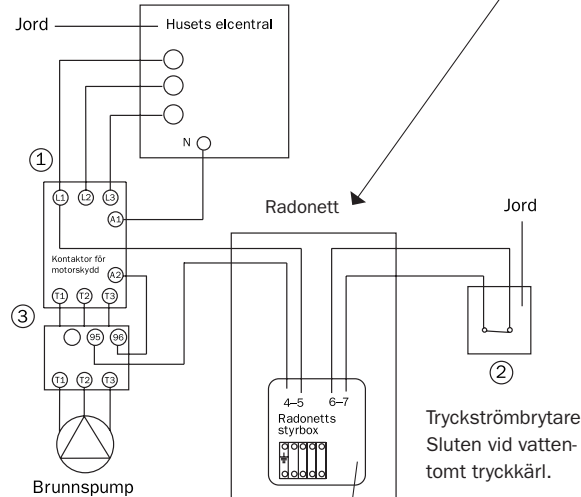 Jord
Husets elcentral
N
1
L1 L2 L3
A1
Radonett
Jord
Kontaktor för
motorskydd
A2
T1 T2 T3
3
95 96
2
T1 T2 T3
4–5 6–7
Radonetts
styrbox
Tryckströmbrytare
Sluten vid vatten-
tomt tryckkärl.
Brunnspump